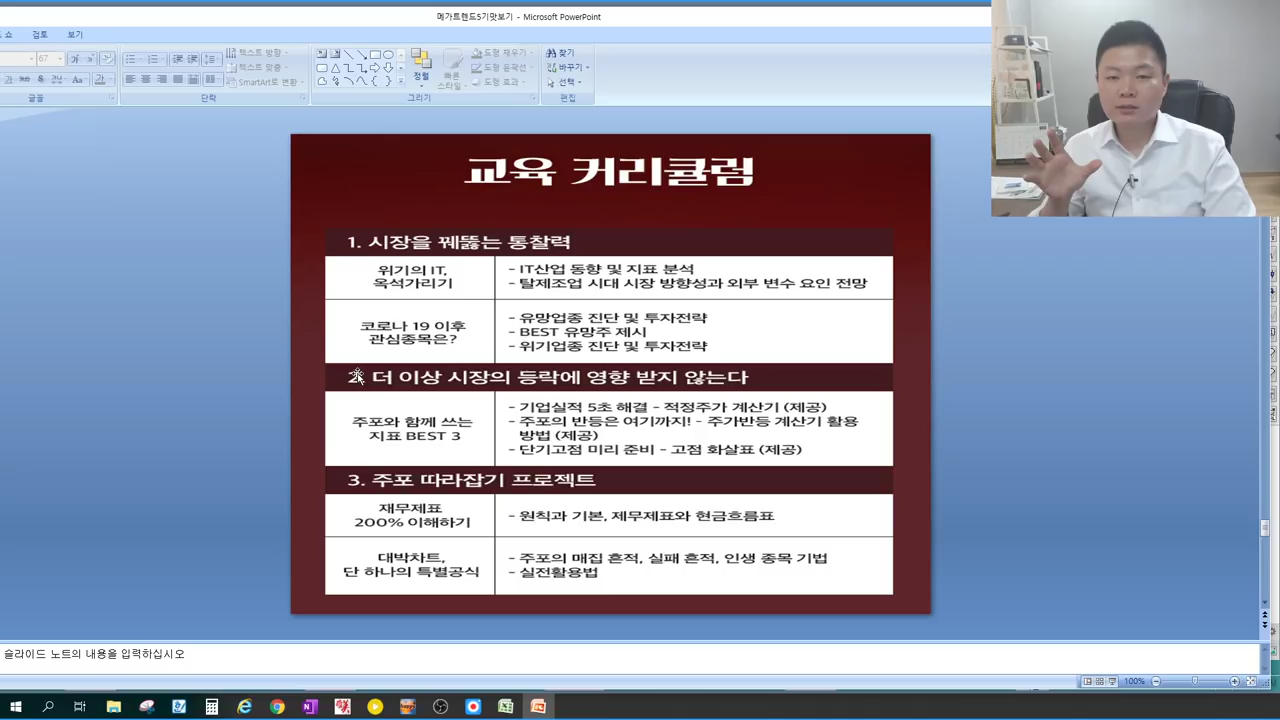 메가트렌드5기맛보기 - Microsoft PowerPoint
쇼 검토 보기
67
텍스트 방향
텍스트 맞춤
SmartArt로 변환
정렬
빠른
스타일
도형 채우기
도형 윤곽선
도형 효과
찾기
바꾸기
선택
글꼴 단락 그리기 편집
교육 커리큘럼
1. 시장을 꿰뚫는 통찰력
위기의 IT,
옥석가리기
- IT산업 동향 및 지표 분석
- 탈제조업 시대 시장 방향성과 외부 변수 요인 전망
코로나 19 이후
관심종목은?
- 유망업종 진단 및 투자전략
- BEST 유망주 제시
- 위기업종 진단 및 투자전략
2. 더 이상 시장의 등락에 영향 받지 않는다
주포와 함께 쓰는
지표 BEST 3
- 기업실적 5초 해결 - 적정주가 계산기 (제공)
- 주포의 반등은 여기까지! - 주가반등 계산기 활용
방법 (제공)
- 단기고점 미리 준비 - 고점 화살표 (제공)
3. 주포 따라잡기 프로젝트
재무제표
200% 이해하기
- 원칙과 기본, 제무제표와 현금흐름표
대박차트,
단 하나의 특별공식
- 주포의 매집 흔적, 실패 흔적, 인생 종목 기법
- 실전활용법
슬라이드 노트의 내용을 입력하십시오
100%